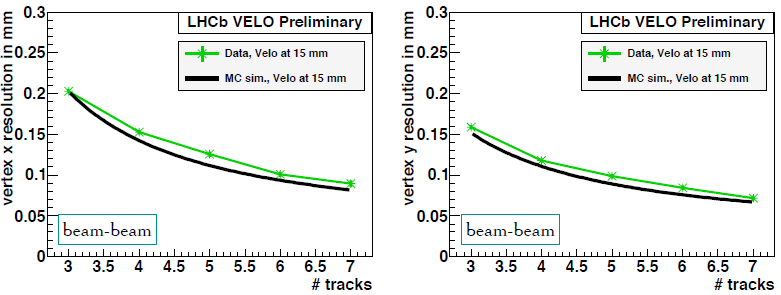 LHCb VELO Preliminary
Data, Velo at 15 mm
MC sim., Velo at 15 mm
vertex x resolution in mm
0.3
0.25
0.2
0.15
0.1
0.05
0
beam-beam
3 3.5 4 4.5 5 5.5 6 6.5 7
# tracks
LHCb VELO Preliminary
Data, Velo at 15 mm
MC sim., Velo at 15 mm
vertex y resolution in mm
0.3
0.25
0.2
0.15
0.1
0.05
0
beam-beam
3 3.5 4 4.5 5 5.5 6 6.5 7
# tracks